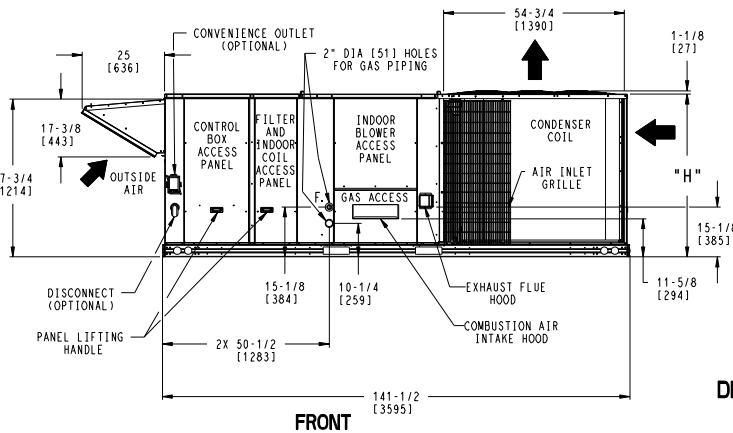 54-3/4
[1390]
1-1/8
[27]
CONVENIENCE OUTLET
(OPTIONAL)
2" DIA [51] HOLES
FOR GAS PIPING
25
[636]
17-3/8
[443]
7-3/4
1214]
OUTSIDE
AIR
CONTROL
BOX
ACCESS
PANEL
FILTER
AND
INDOOR
COIL
ACCESS
PANEL
INDOOR
BLOWER
ACCESS
PANEL
CONDENSER
COIL
AIR INLET
GRILLE
"H"
F.
GAS ACCESS
15-1/8
[385]
11-5/8
[294]
15-1/8
[384]
10-1/4
[259]
EXHAUST FLUE
HOOD
COMBUSTION AIR
INTAKE HOOD
DISCONNECT
(OPTIONAL)
PANEL LIFTING
HANDLE
2X 50-1/2
[1283]
141-1/2
[3595]
FRONT